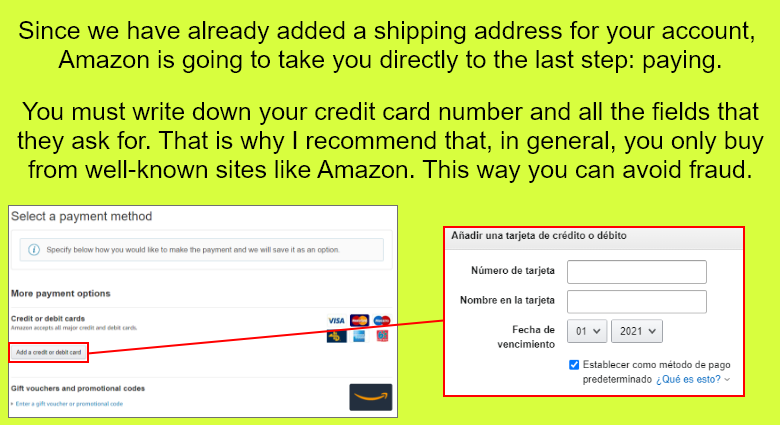 Since we have already added a shipping address for your account,
Amazon is going to take you directly to the last step: paying.
You must write down your credit card number and all the fields that
they ask for. That is why I recommend that, in general, you only buy
from well-known sites like Amazon. This way you can avoid fraud.
Select a payment method
Specify below how you would like to make the payment and we will save it as an option.
More payment options
Credit or debit cards
Amazon accepts all major credit and debit cards.
VISA
Add a credit or debit card
Gift vouchers and promotional codes
Enter a gift voucher or promotional code
Añadir una tarjeta de crédito o débito
Número de tarjeta
Nombre en la tarjeta
Fecha de
vencimiento
01 2021
Establecer como método de pago
predeterminado ¿Qué es esto?